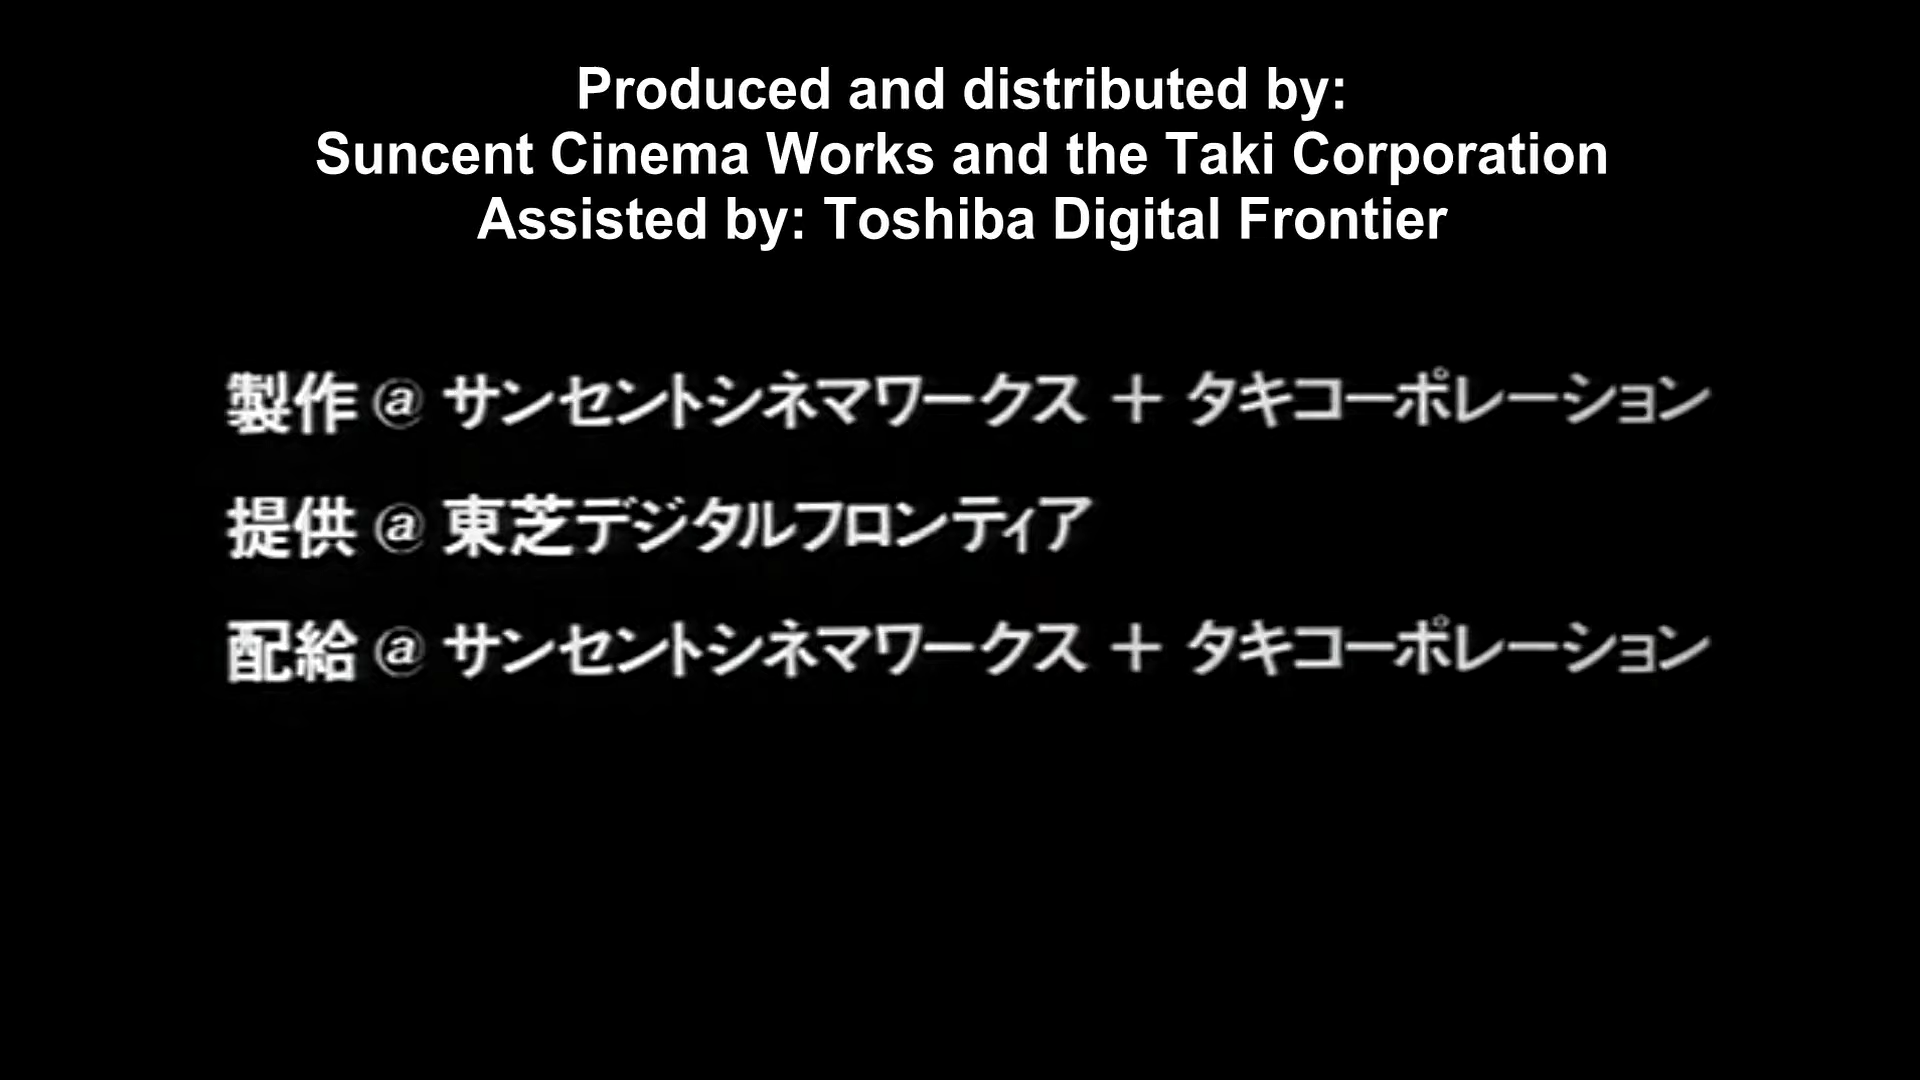 Produced and distributed by:
Suncent Cinema Works and the Taki Corporation
Assisted by: Toshiba Digital Frontier
製作＠サンセントシネマワークス ＋ タキコーポレーション
提供＠東芝デジタルフロンティア
配給＠サンセントシネマワークス ＋ タキコーポレーション